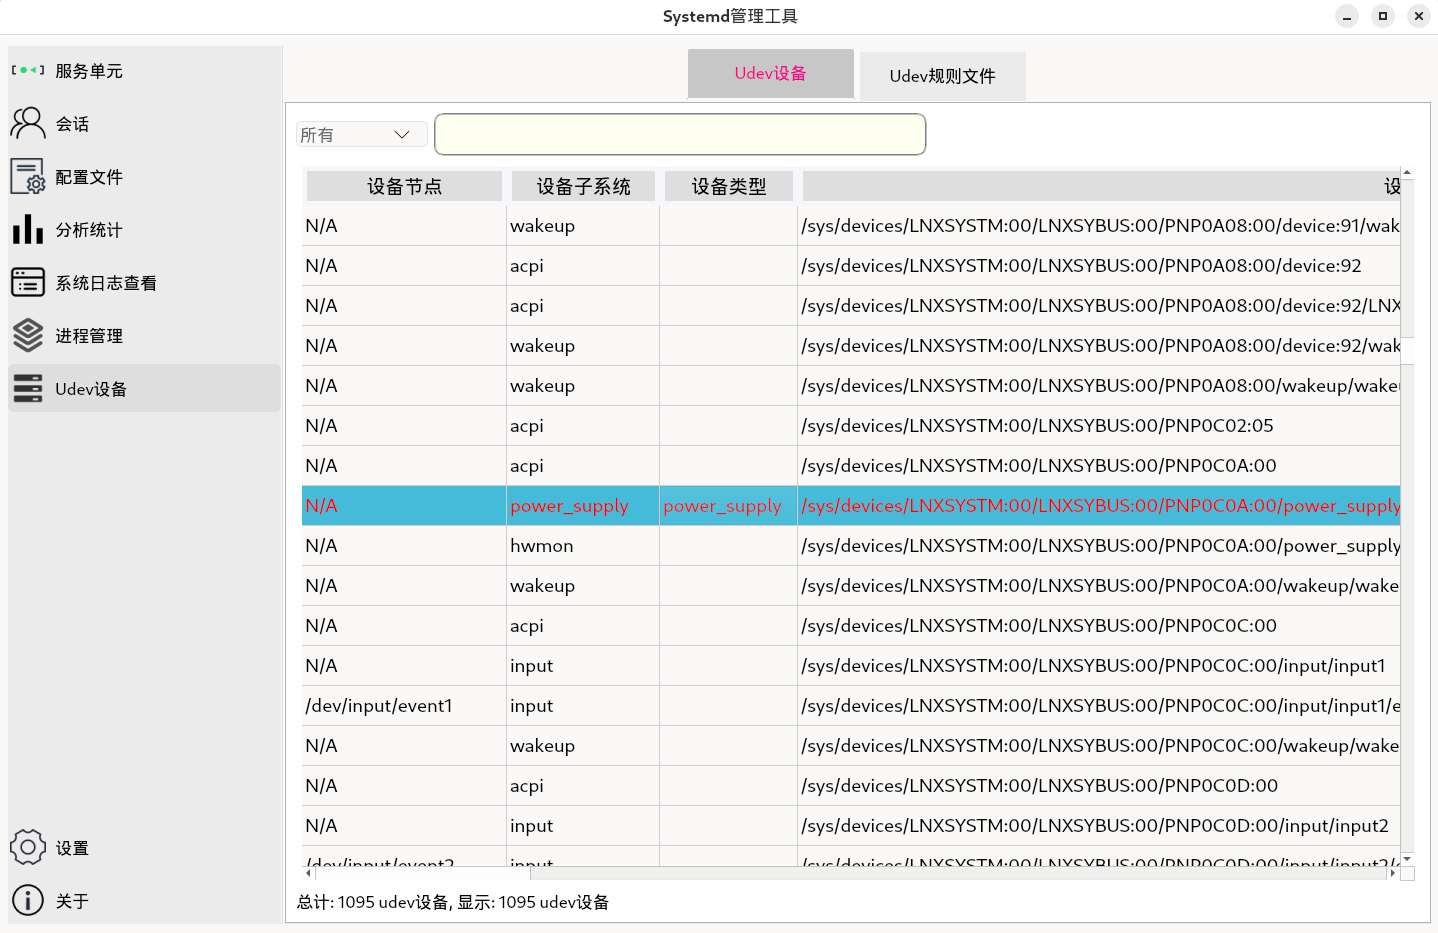 Systemd管理工具
服务单元
会话
配置文件
分析统计
系统日志查看
进程管理
Udev设备
设置
关于
Udev设备 Udev规则文件
所有
设备节点 设备子系统 设备类型 设
N/A wakeup /sys/devices/LNXSYSTM:00/LNXSYBUS:00/PNP0A08:00/device:91/wak
N/A acpi /sys/devices/LNXSYSTM:00/LNXSYBUS:00/PNP0A08:00/device:92
N/A acpi /sys/devices/LNXSYSTM:00/LNXSYBUS:00/PNP0A08:00/device:92/LNX
N/A wakeup /sys/devices/LNXSYSTM:00/LNXSYBUS:00/PNP0A08:00/device:92/wak
N/A wakeup /sys/devices/LNXSYSTM:00/LNXSYBUS:00/PNP0A08:00/wakeup/wakeu
N/A acpi /sys/devices/LNXSYSTM:00/LNXSYBUS:00/PNP0C02:05
N/A acpi /sys/devices/LNXSYSTM:00/LNXSYBUS:00/PNP0C0A:00
N/A power_supply power_supply /sys/devices/LNXSYSTM:00/LNXSYBUS:00/PNP0C0A:00/power_supply
N/A hwmon /sys/devices/LNXSYSTM:00/LNXSYBUS:00/PNP0C0A:00/power_supply
N/A wakeup /sys/devices/LNXSYSTM:00/LNXSYBUS:00/PNP0C0A:00/wakeup/wake
N/A acpi /sys/devices/LNXSYSTM:00/LNXSYBUS:00/PNP0C0C:00
N/A input /sys/devices/LNXSYSTM:00/LNXSYBUS:00/PNP0C0C:00/input/input1
/dev/input/event1 input /sys/devices/LNXSYSTM:00/LNXSYBUS:00/PNP0C0C:00/input/input1/e
N/A wakeup /sys/devices/LNXSYSTM:00/LNXSYBUS:00/PNP0C0C:00/wakeup/wake
N/A acpi /sys/devices/LNXSYSTM:00/LNXSYBUS:00/PNP0C0D:00
N/A input /sys/devices/LNXSYSTM:00/LNXSYBUS:00/PNP0C0D:00/input/input2
/dev/input/event2 input /sys/devices/LNXSYSTM:00/LNXSYBUS:00/PNP0C0D:00/input/input2/e
总计: 1095 udev设备, 显示: 1095 udev设备